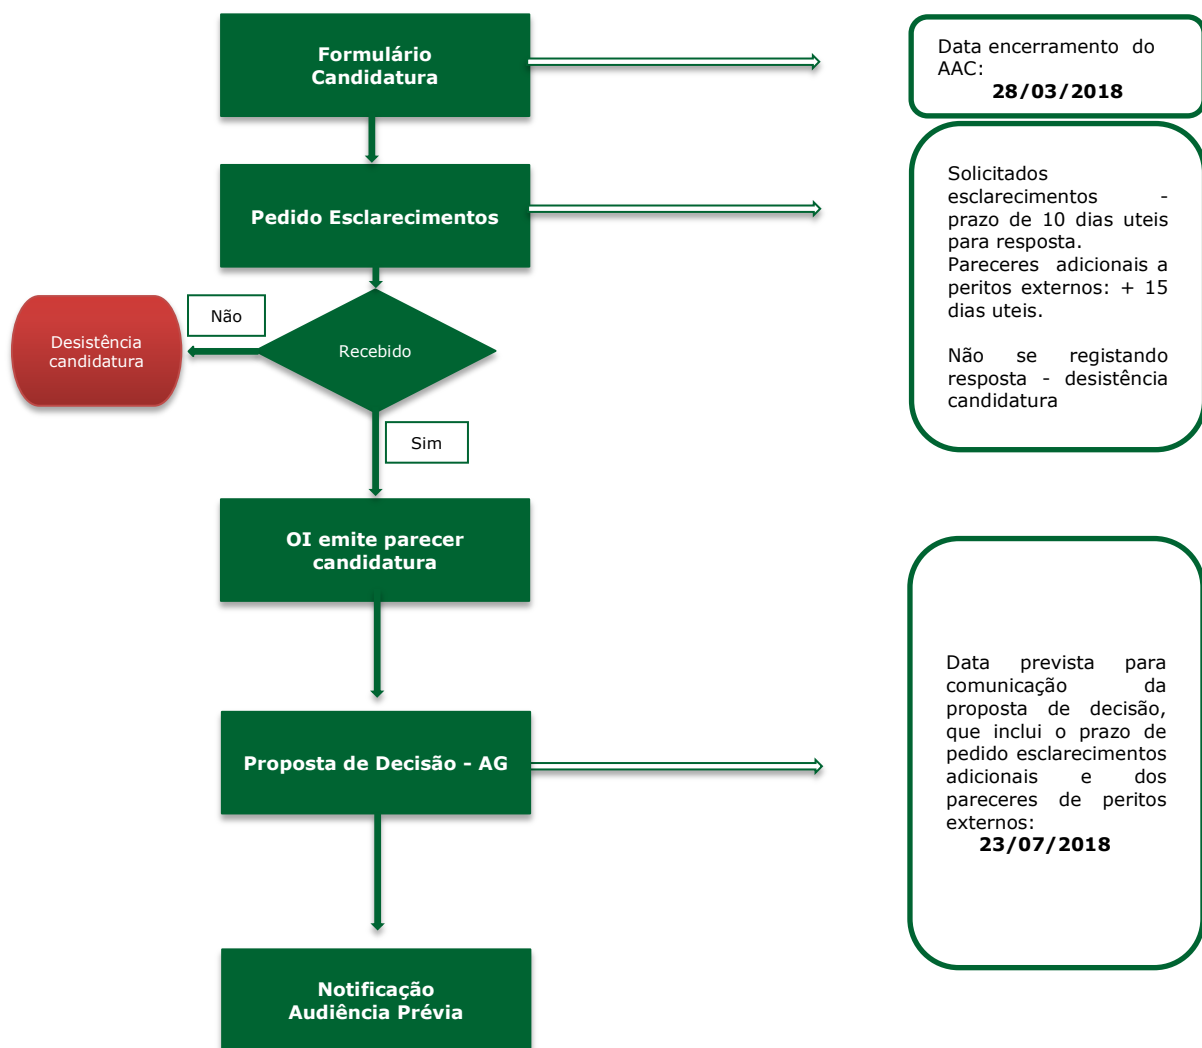 Formulário
Candidatura
Data encerramento do
AAC:
28/03/2018
Pedido Esclarecimentos
Solicitados
esclarecimentos -
prazo de 10 dias uteis
para resposta.
Pareceres adicionais a
peritos externos: + 15
dias uteis.
Não se registando
resposta - desistência
candidatura
Não
Desistência
candidatura
Recebido
Sim
OI emite parecer
candidatura
Proposta de Decisão - AG
Data prevista para
comunicação da
proposta de decisão,
que inclui o prazo de
pedido esclarecimentos
adicionais e dos
pareceres de peritos
externos:
23/07/2018
Notificação
Audiência Prévia